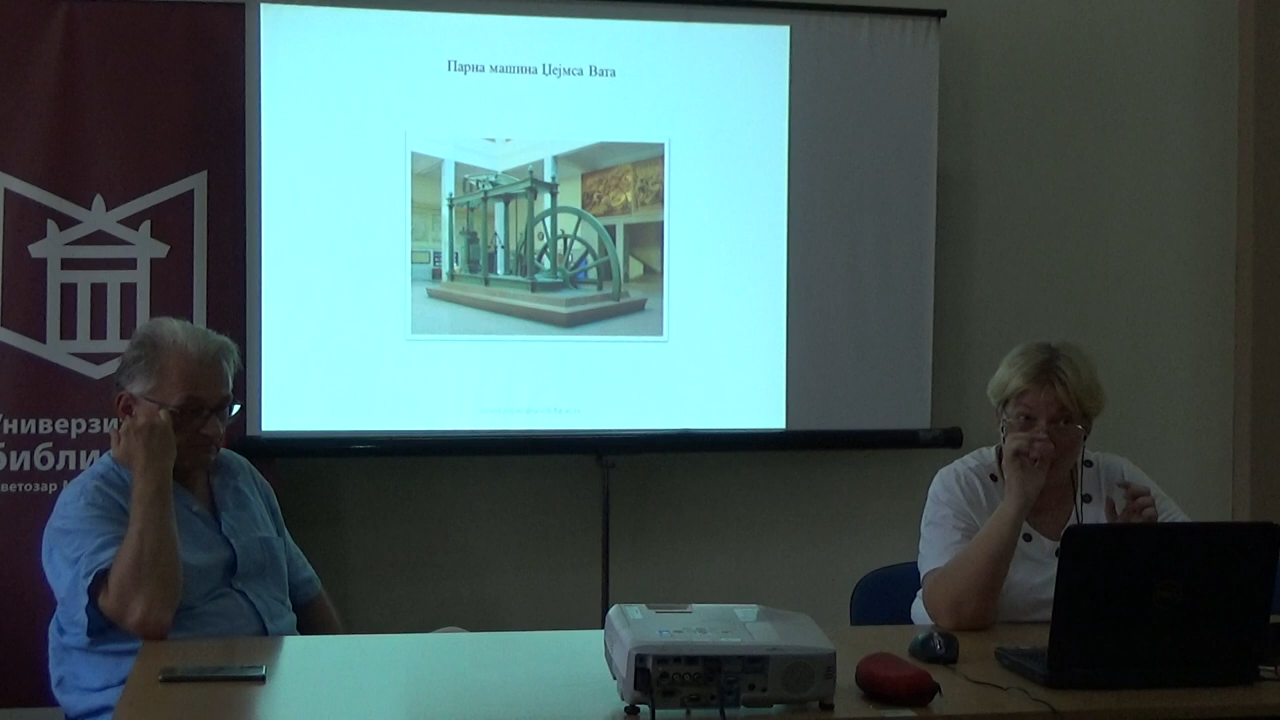 Парна машина Џејмса Вата
Универзи
библи
ветозар